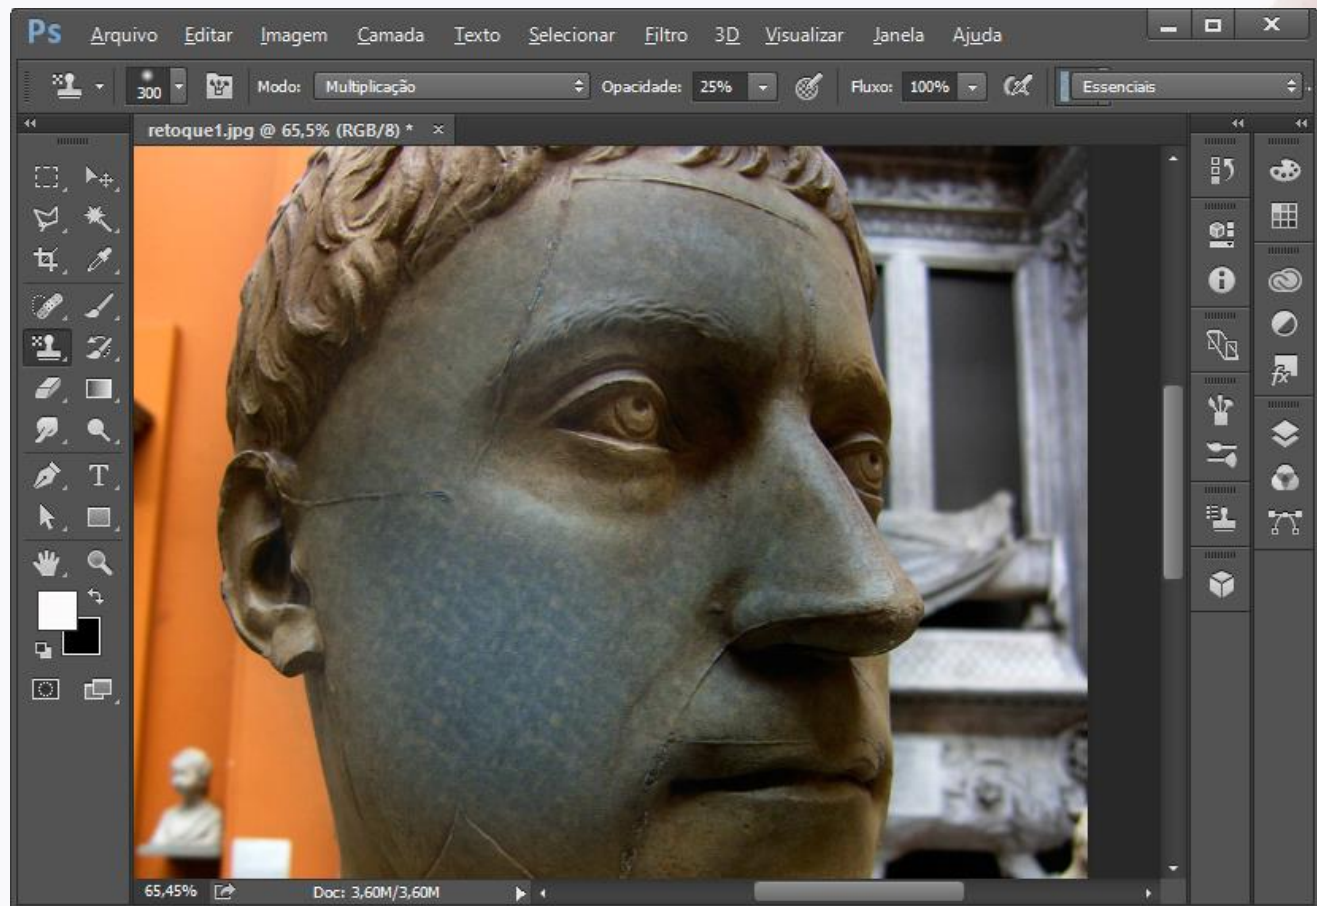 Ps Arquivo Editar Imagem Camada Texto Selecionar Filtro 3D Visualizar Janela Ajuda
300 Modo: Multiplicação Opacidade: 25% Fluxo: 100% Essenciais
retoque1.jpg @ 65,5% (RGB/8) * ×
65,45% Doc: 3,60M/3,60M